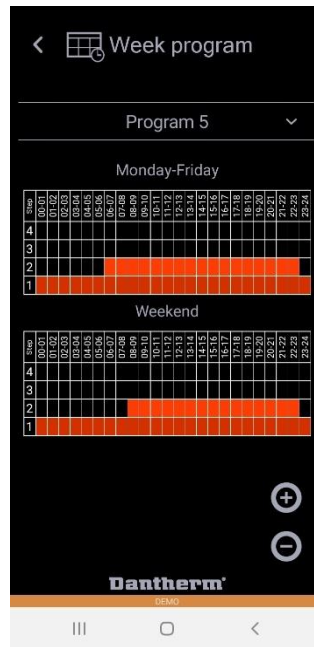 Week program
Program 5
Monday-Friday
Step 00-01 01-02 02-03 03-04 04-05 05-06 06-07 07-08 08-09 09-10 10-11 11-12 12-13 13-14 14-15 15-16 16-17 17-18 18-19 19-20 20-21 21-22 22-23 23-24
4
3
2
1
Weekend
Step 00-01 01-02 02-03 03-04 04-05 05-06 06-07 07-08 08-09 09-10 10-11 11-12 12-13 13-14 14-15 15-16 16-17 17-18 18-19 19-20 20-21 21-22 22-23 23-24
4
3
2
1
Dantherm
DEMO